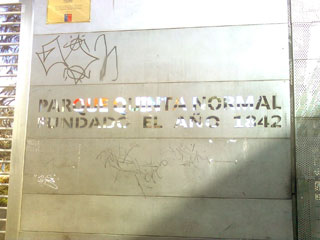 PARQUE QUINTA NORMAL
FUNDADO EL AÑO 1842